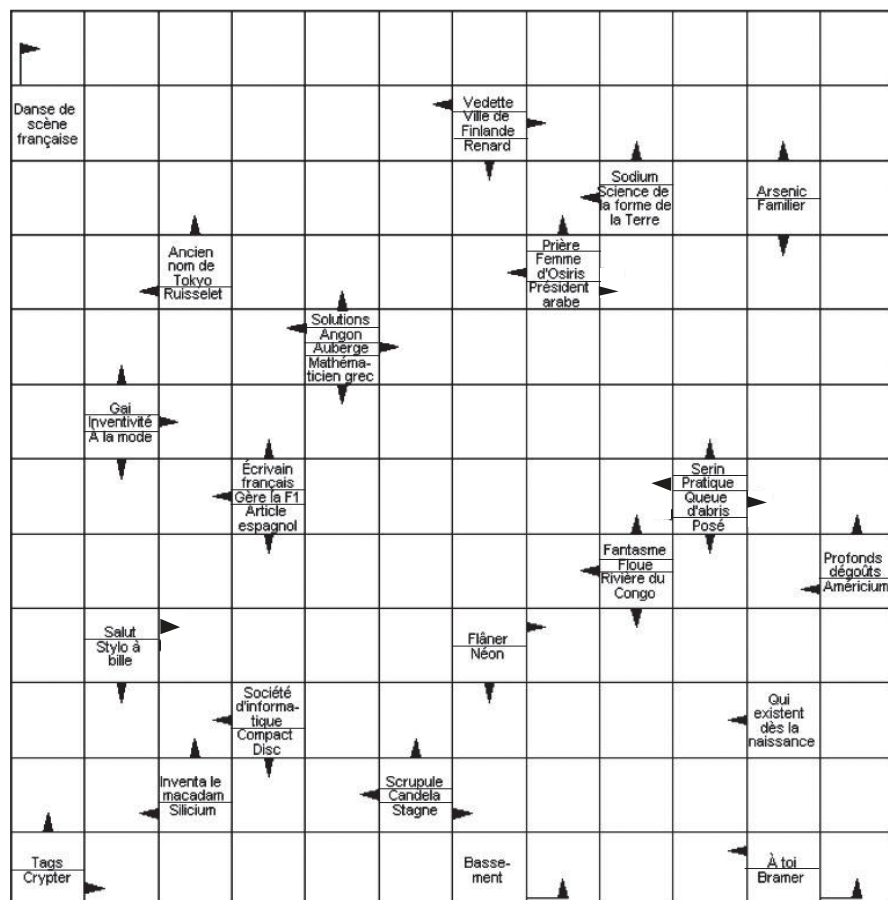 Danse de
scène
française
Vedette
Ville de
Finlande
Renard
Sodium
Science de
la forme de
la Terre
Arsenic
Familier
Ancien
nom de
Tokyo
Ruisselet
Prière
Femme
d'Osiris
Président
arabe
Solutions
Angon
Auberge
Mathéma-
ticien grec
Gai
Inventivité
À la mode
Écrivain
français
Gère la F1
Article
espagnol
Serin
Pratique
Queue
d'abris
Posé
Fantasme
Floue
Rivière du
Congo
Profonds
dégoûts
Américium
Salut
Stylo à
bille
Flâner
Néon
Société
d'informa-
tique
Compact
Disc
Qui
existent
dès la
naissance
Inventa le
macadam
Silicium
Scrupule
Candela
Stagne
Tags
Crypter
Basse-
ment
À toi
Bramer